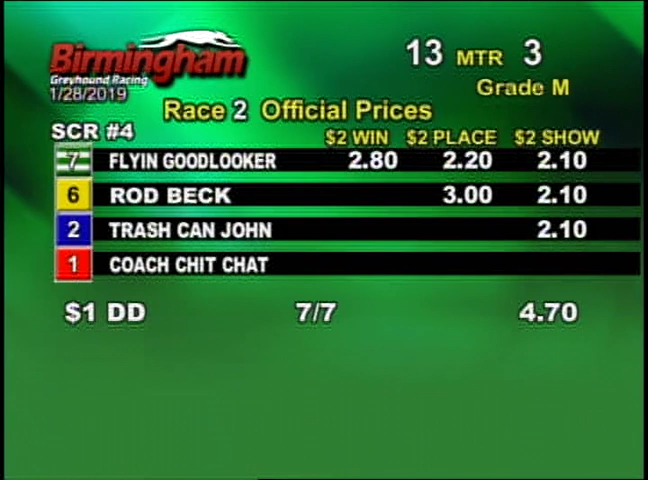 Birmingham
Greyhound Racing
1/28/2019
13 MTR 3
Grade M
Race 2 Official Prices
SCR #4
$2 WIN $2 PLACE $2 SHOW
7 FLYIN GOODLOOKER 2.80 2.20 2.10
6 ROD BECK 3.00 2.10
2 TRASH CAN JOHN 2.10
1 COACH CHIT CHAT
$1 DD 7/7 4.70